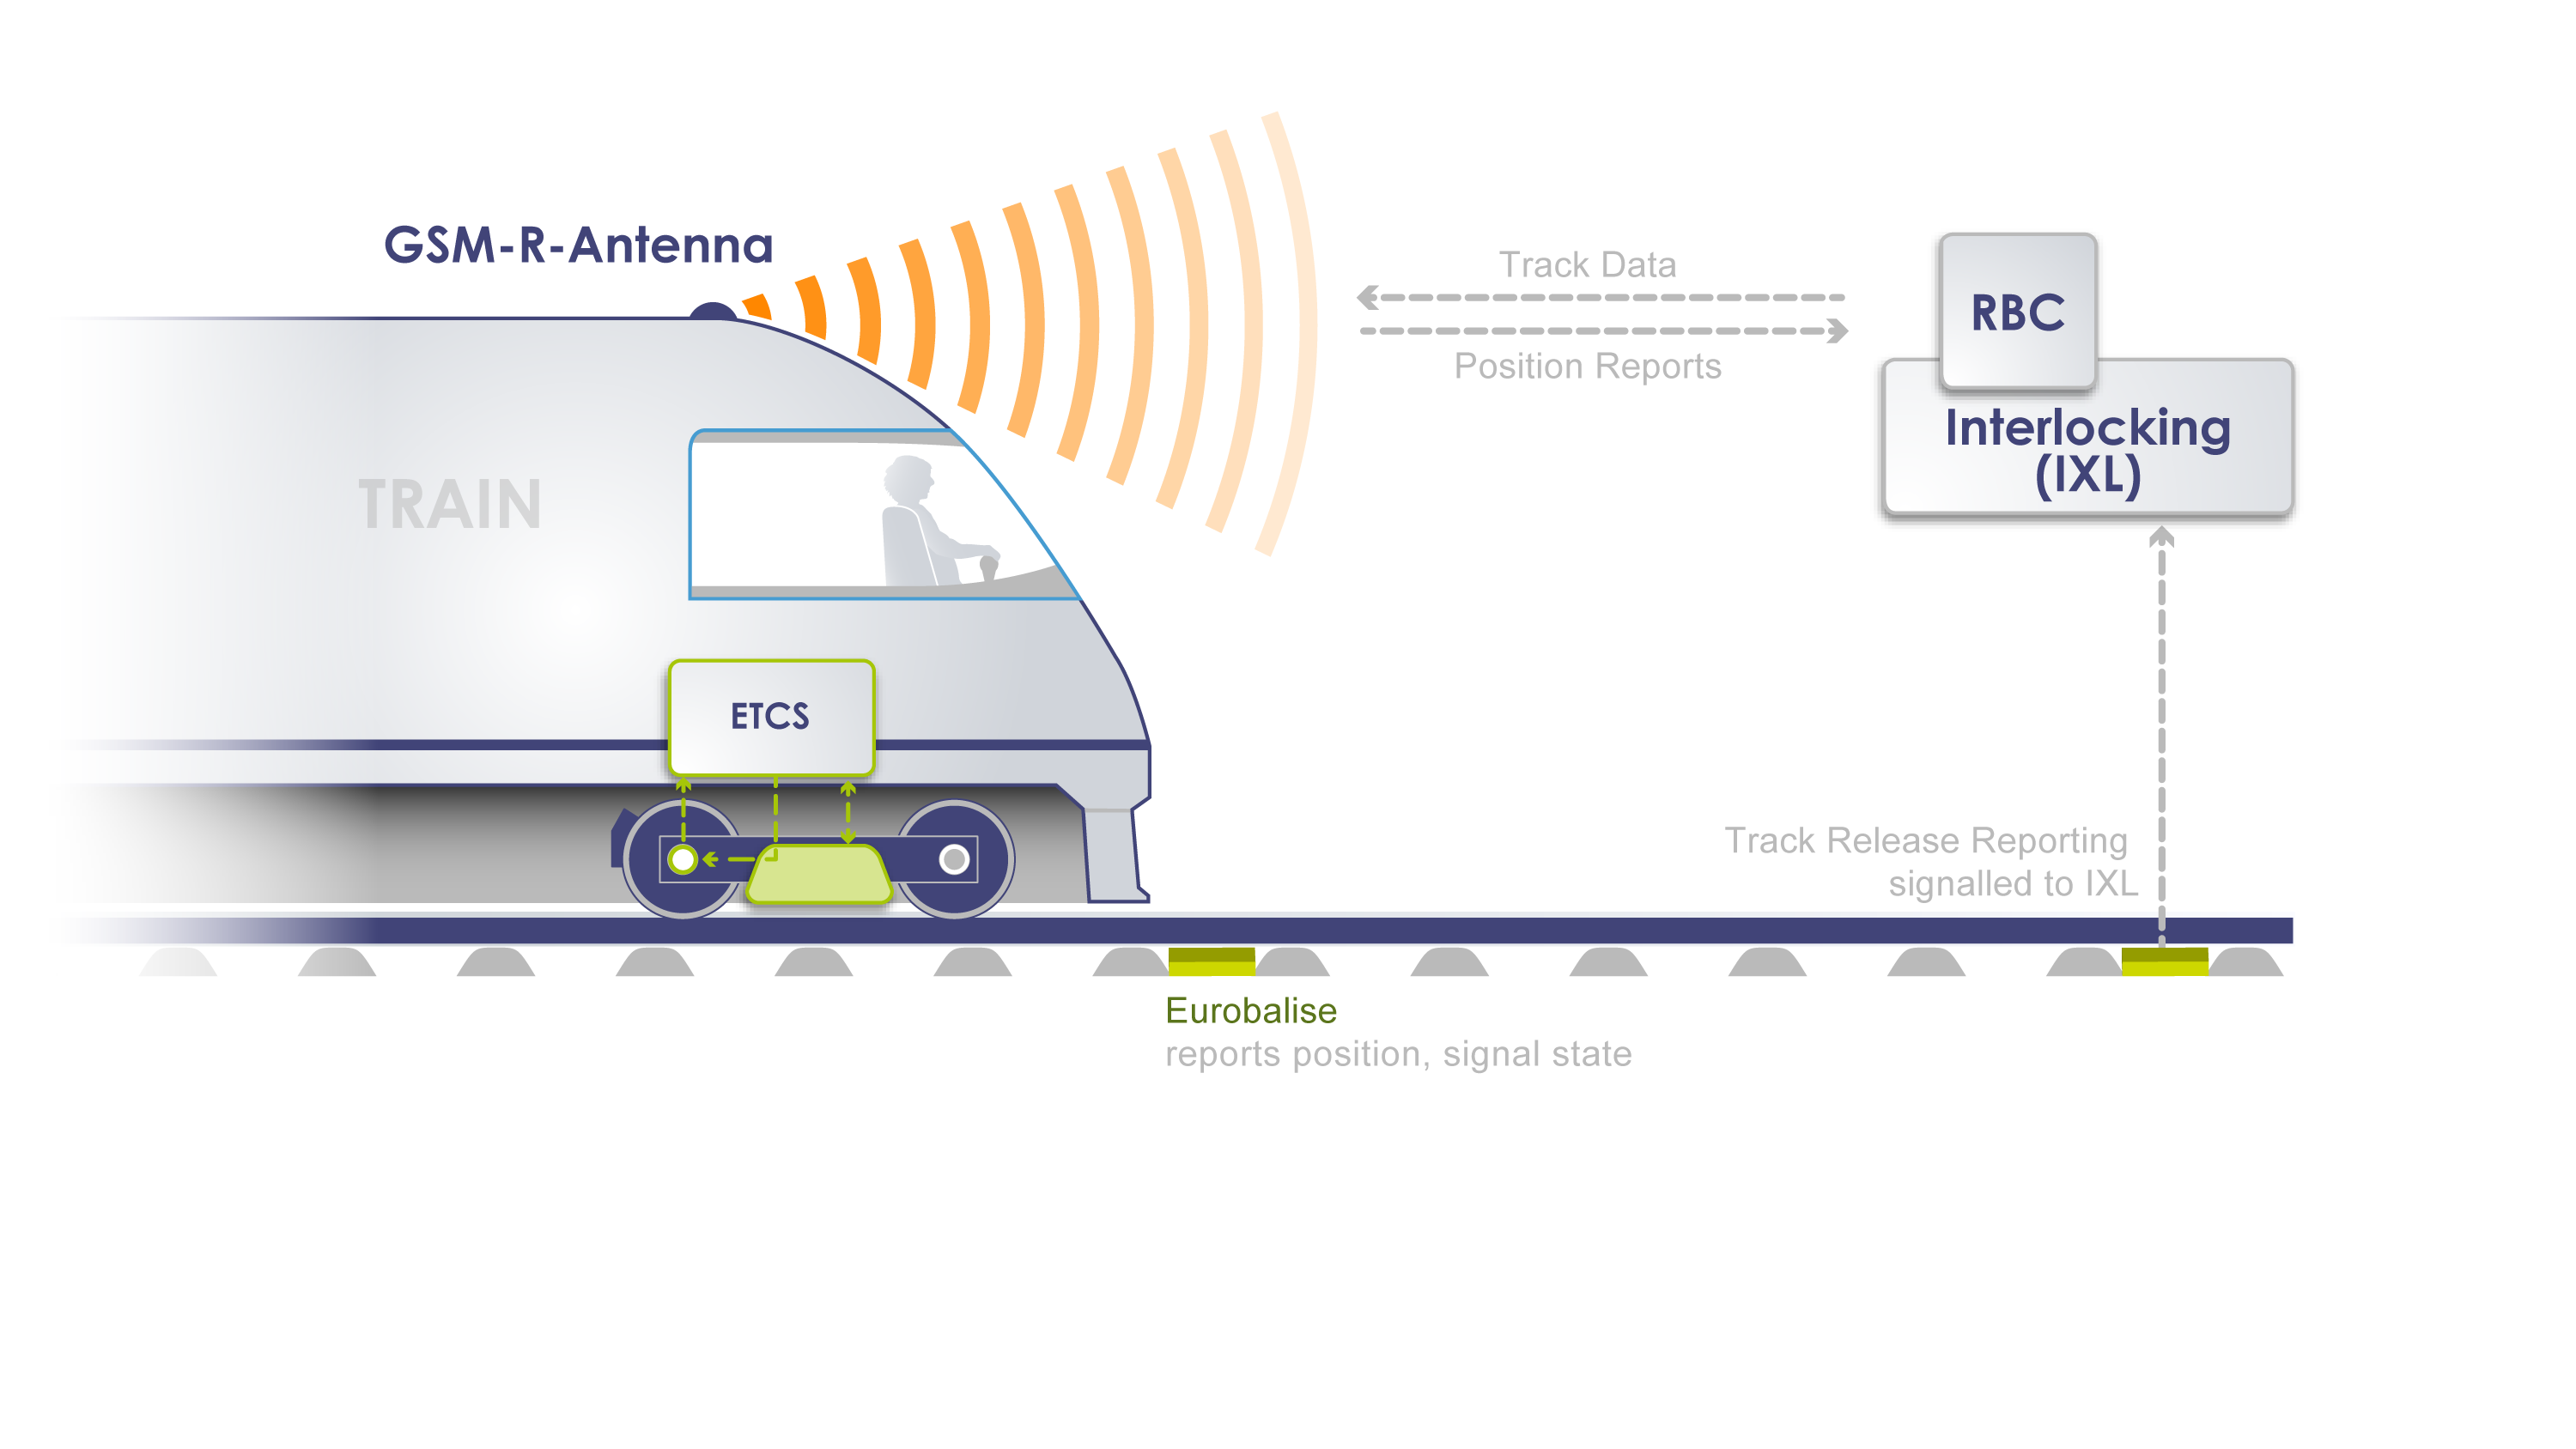 GSM-R-Antenna
Track Data
Position Reports
RBC
Interlocking
(IXL)
TRAIN
ETCS
Track Release Reporting
signalled to IXL
Eurobalise
reports position, signal state